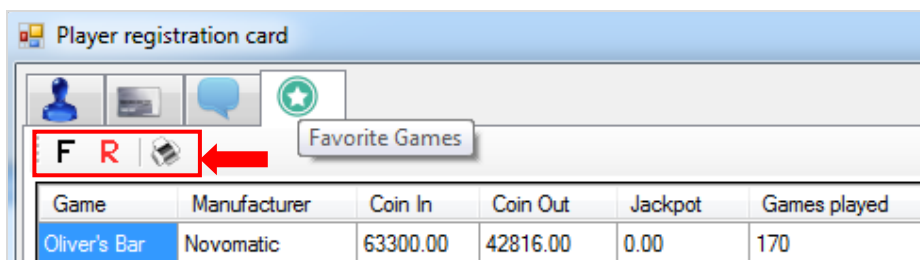 Player registration card
Favorite Games
F R
Game Manufacturer Coin In Coin Out Jackpot Games played
Oliver's Bar Novomatic 63300.00 42816.00 0.00 170